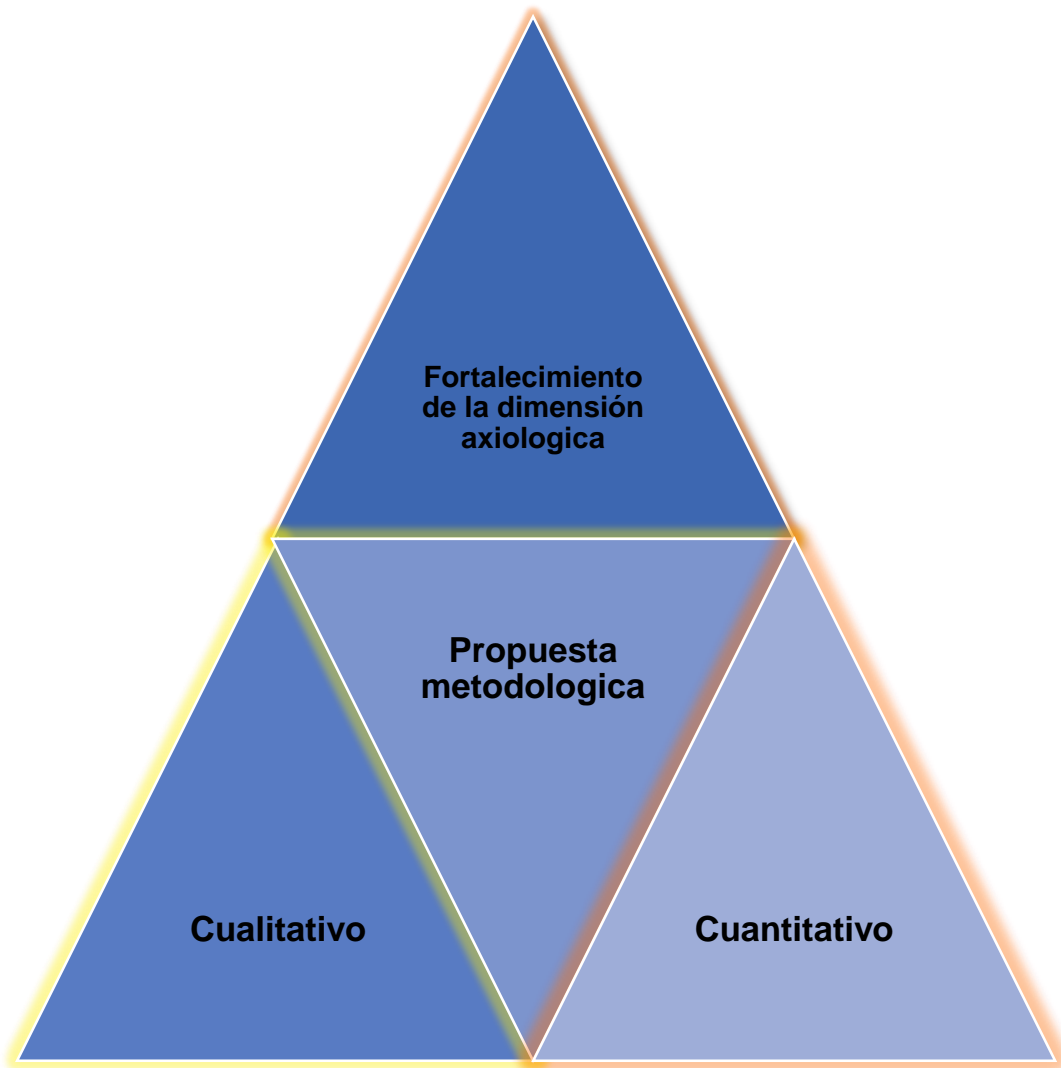 Fortalecimiento
de la dimensión
axiologica
Propuesta
metodologica
Cualitativo
Cuantitativo